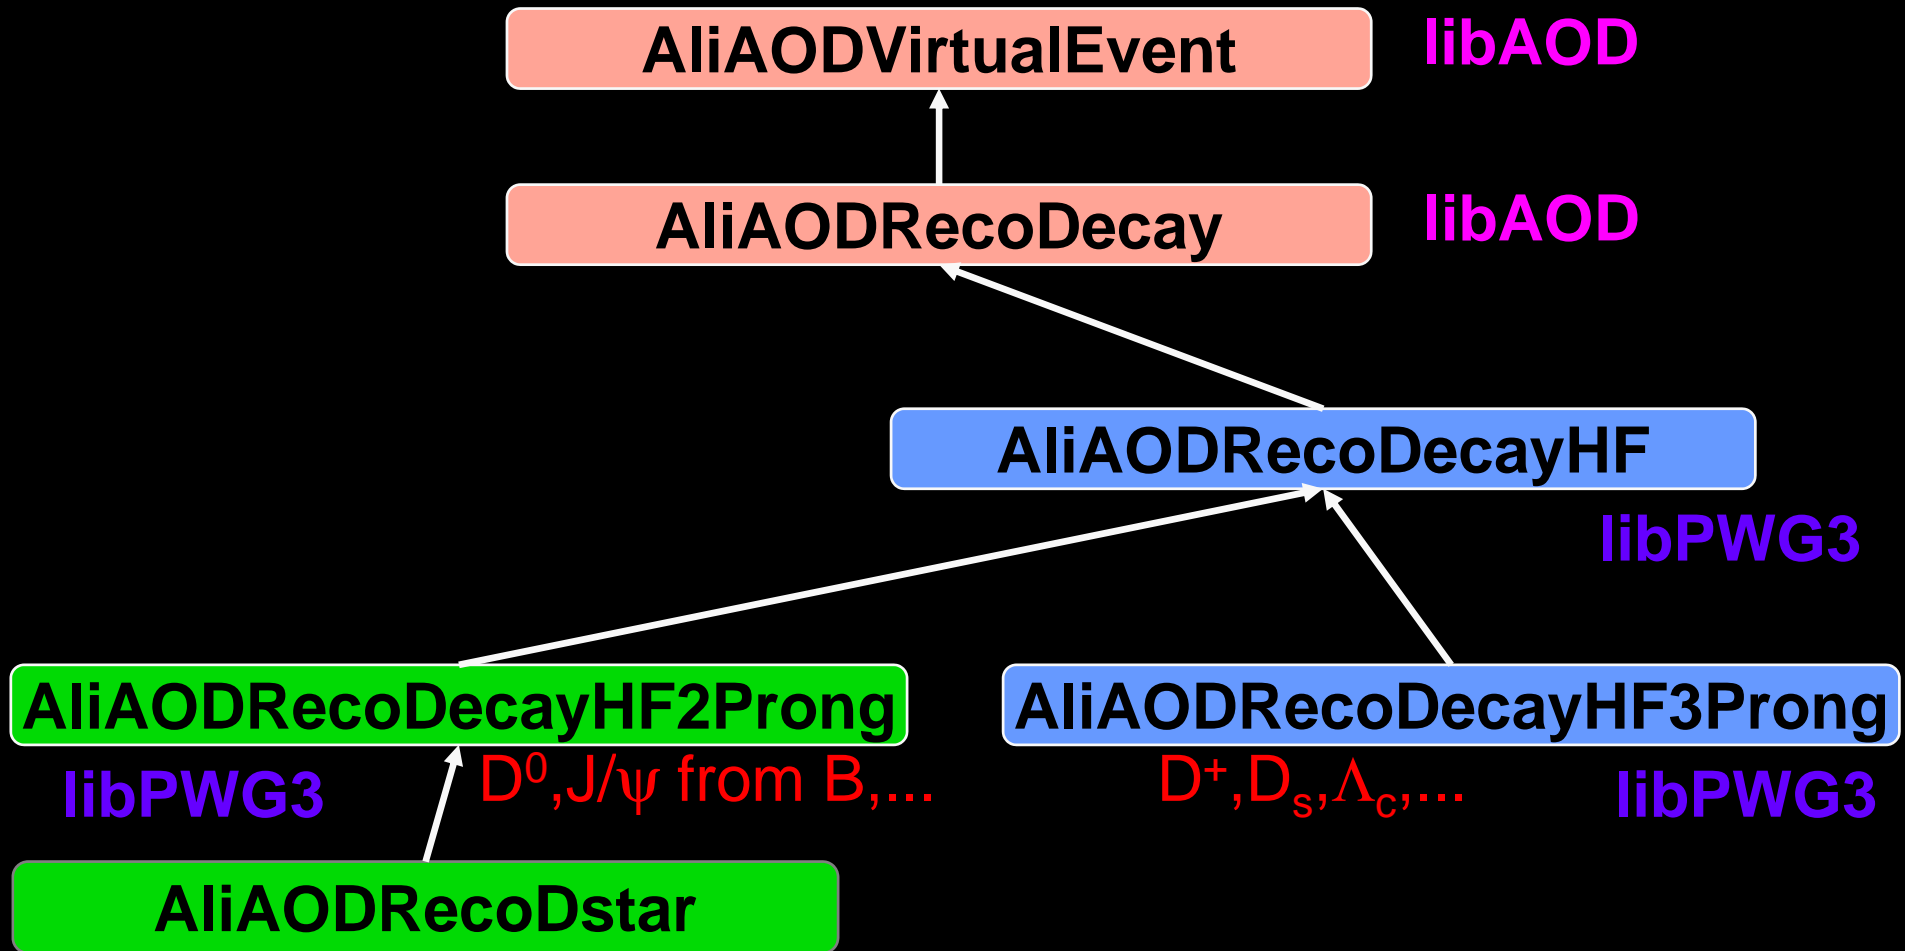 AliAODVirtualEvent libAOD
AliAODRecoDecay libAOD
AliAODRecoDecayHF
libPWG3
AliAODRecoDecayHF2Prong AliAODRecoDecayHF3Prong
libPWG3 D⁰,J/ψ from B,... D⁺,Dₛ,Λc,... libPWG3
AliAODRecoDstar